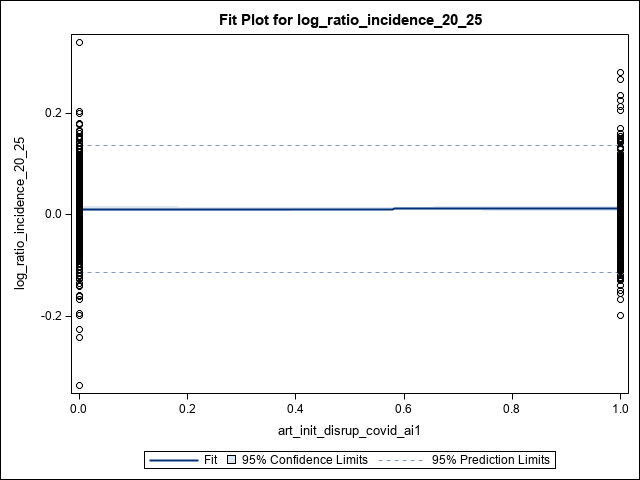 Fit Plot for log_ratio_incidence_20_25
log_ratio_incidence_20_25
0.2
0.0
-0.2
0.0 0.2 0.4 0.6 0.8 1.0
art_init_disrup_covid_ai1
Fit 95% Confidence Limits 95% Prediction Limits